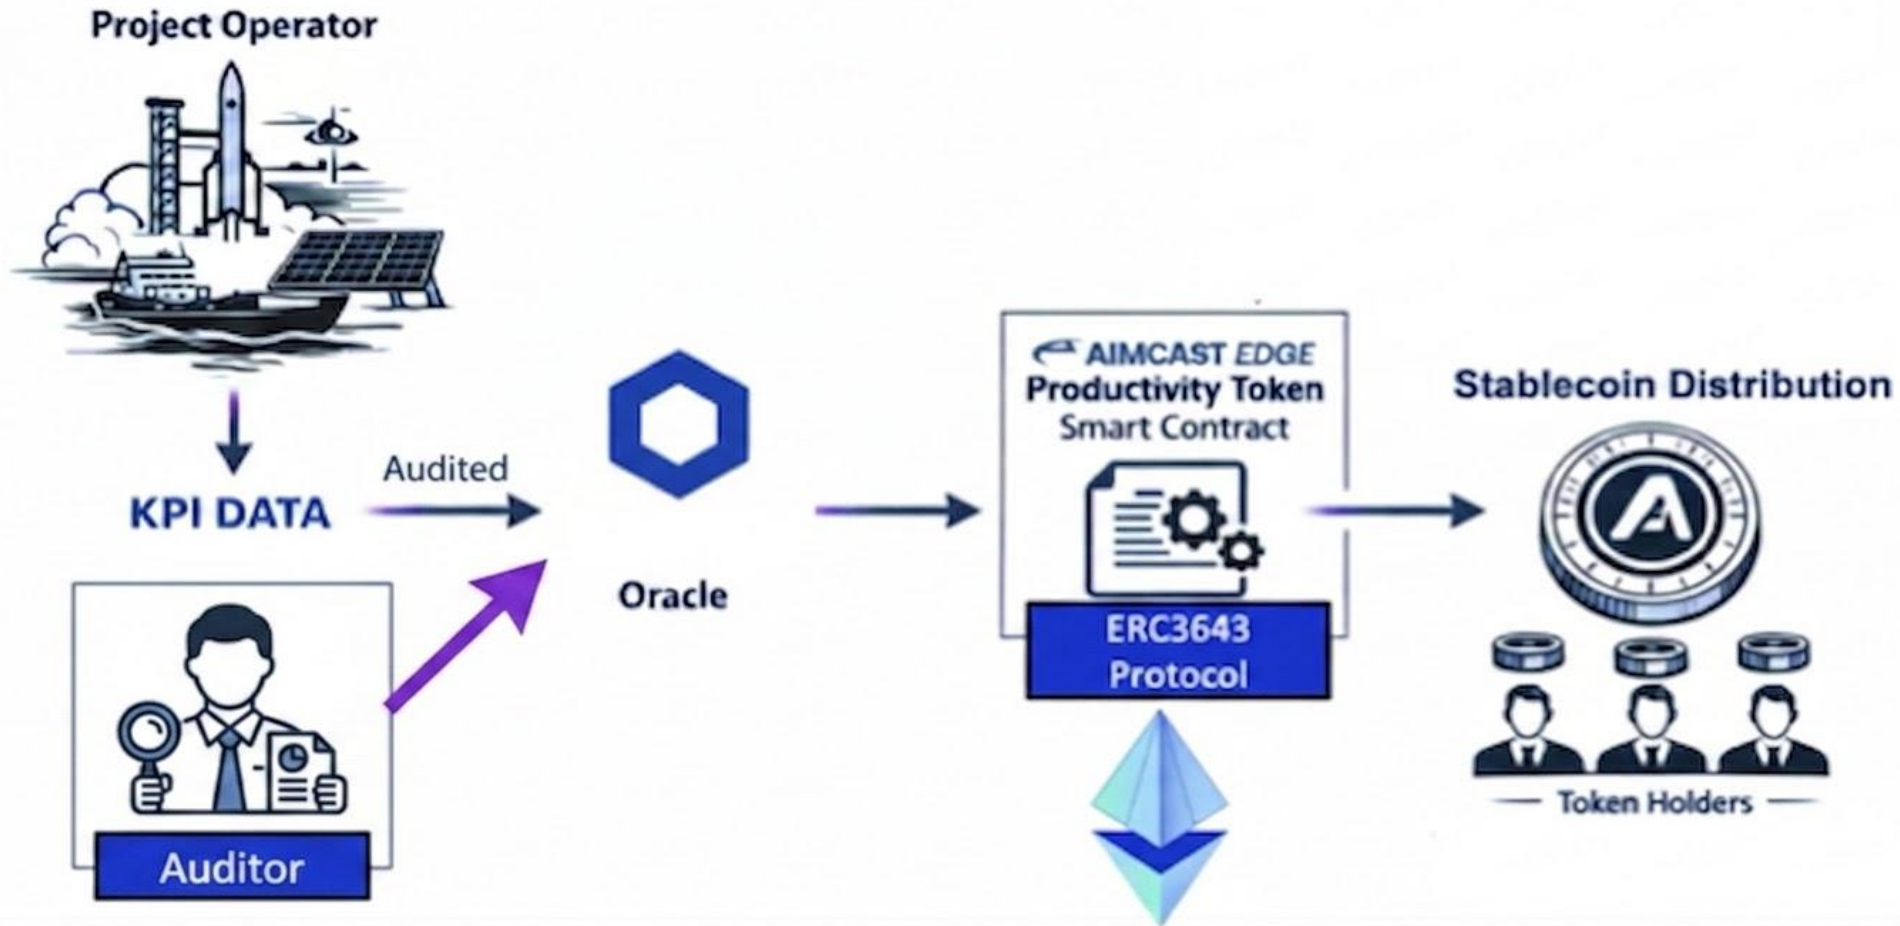 Project Operator
KPI DATA
Audited
Auditor
Oracle
AIMCAST EDGE
Productivity Token
Smart Contract
ERC3643
Protocol
Stablecoin Distribution
Token Holders